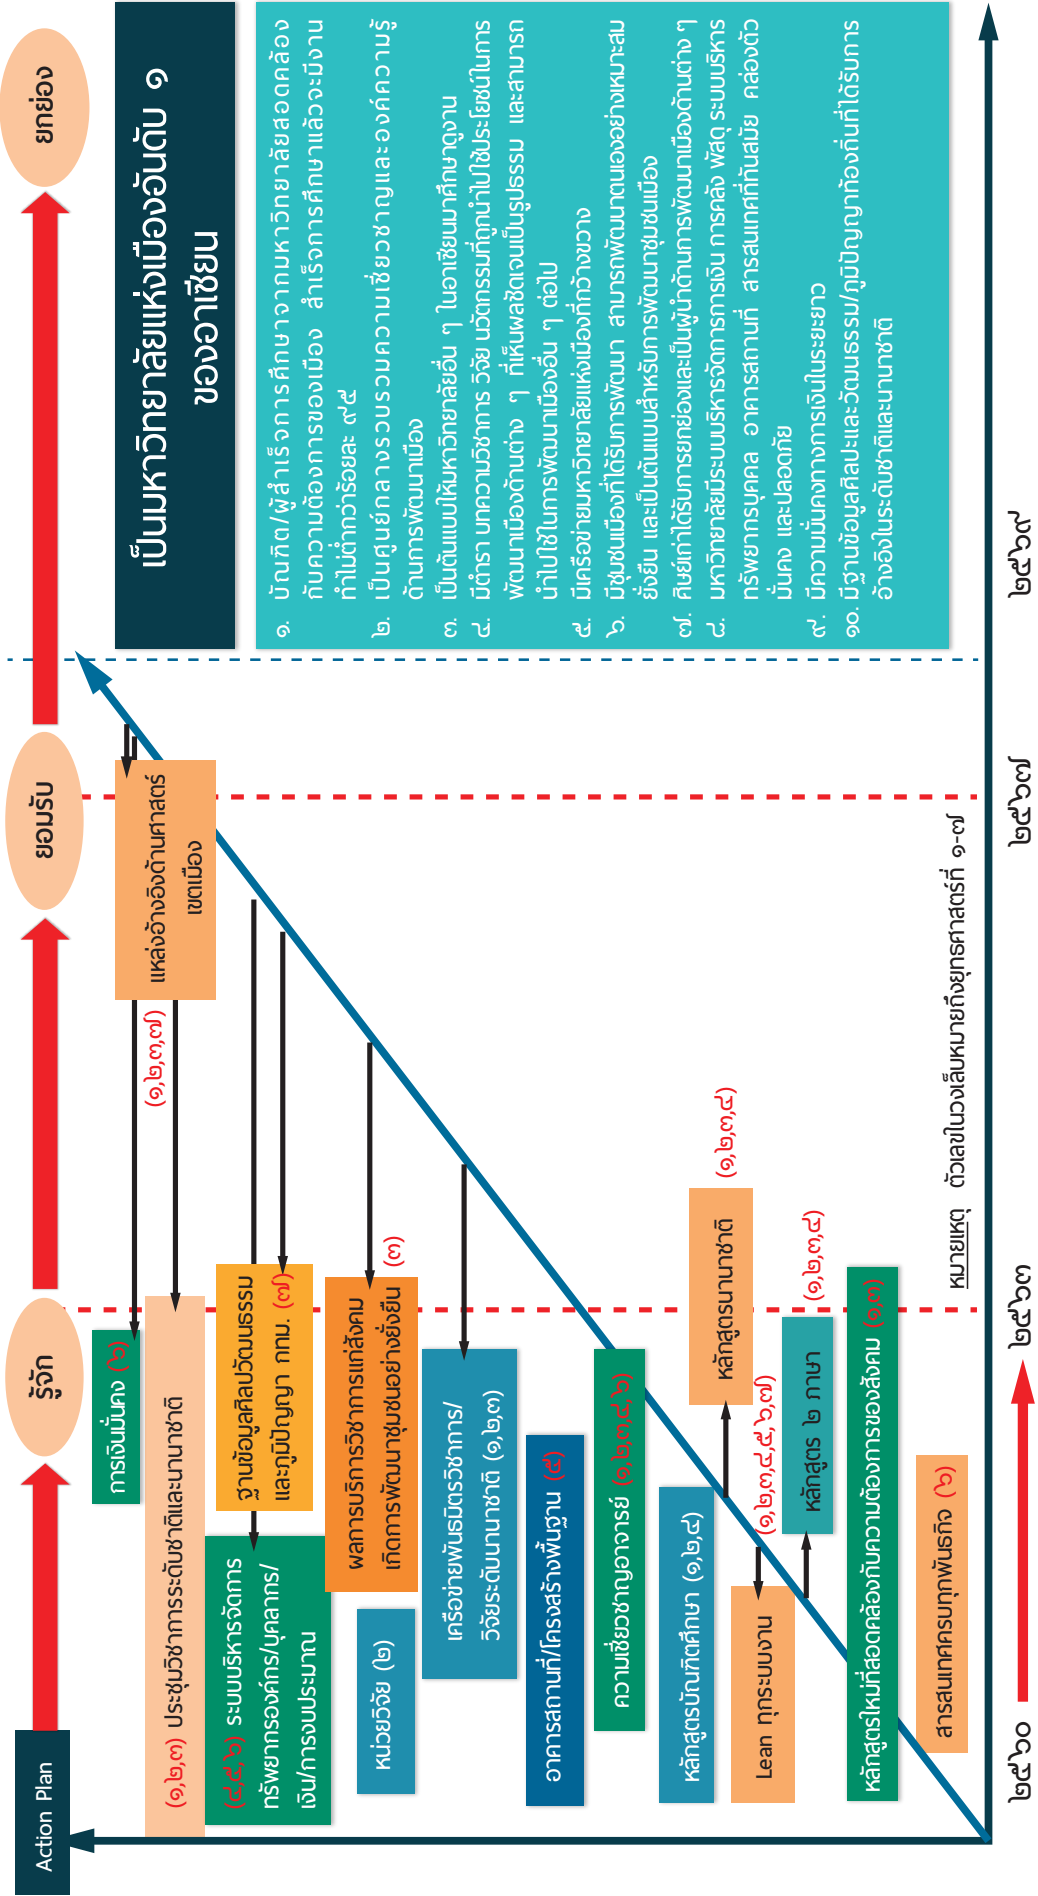 Action Plan
รู้จัก
ยอมรับ
ยกย่อง
เป็นมหาวิทยาลัยแห่งเมืองอันดับ ๑
ของอาเซียน
๑. บัณฑิต/ผู้สำเร็จการศึกษาจากมหาวิทยาลัยสอดคล้อง
กับความต้องการของเมือง สำเร็จการศึกษาแล้วจะมีงาน
ทำไม่ต่ำกว่าร้อยละ ๙๕
๒. เป็นศูนย์กลางรวบรวมความเชี่ยวชาญและองค์ความรู้
ด้านการพัฒนาเมือง
๓. เป็นต้นแบบให้มหาวิทยาลัยอื่น ๆ ในอาเซียนมาศึกษาดูงาน
๔. มีตำรา บทความวิชาการ วิจัย นวัตกรรมที่ถูกนำไปใช้ประโยชน์ในการ
พัฒนาเมืองด้านต่าง ๆ ที่เห็นผลชัดเจนเป็นรูปธรรม และสามารถ
นำไปใช้ในการพัฒนาเมืองอื่น ๆ ต่อไป
๕. มีเครือข่ายมหาวิทยาลัยแห่งเมืองที่กว้างขวาง
๖. มีชุมชนเมืองที่ได้รับการพัฒนา สามารถพัฒนาตนเองอย่างเหมาะสม
ยั่งยืน และเป็นต้นแบบสำหรับการพัฒนาชุมชนเมือง
๗. ศิษย์เก่าได้รับการยกย่องและเป็นผู้นำด้านการพัฒนาเมืองด้านต่าง ๆ
๘. มหาวิทยาลัยมีระบบบริหารจัดการการเงิน การคลัง พัสดุ ระบบบริหาร
ทรัพยากรบุคคล อาคารสถานที่ สารสนเทศที่ทันสมัย คล่องตัว
มั่นคง และปลอดภัย
๙. มีความมั่นคงทางการเงินในระยะยาว
๑๐. มีฐานข้อมูลศิลปะและวัฒนธรรม/ภูมิปัญญาท้องถิ่นที่ได้รับการ
อ้างอิงในระดับชาติและนานาชาติ
แหล่งอ้างอิงด้านศาสตร์
เขตเมือง
(๑,๒,๓,๗)
การเงินมั่นคง (๖)
(๑,๒,๓) ประชุมวิชาการระดับชาติและนานาชาติ
ฐานข้อมูลศิลปวัฒนธรรม
และภูมิปัญญา กทม. (๗)
(๔,๕,๖) ระบบบริหารจัดการ
ทรัพยากรองค์กร/บุคลากร/
เงิน/การงบประมาณ
ผลการบริการวิชาการแก่สังคม
เกิดการพัฒนาชุมชนอย่างยั่งยืน
(๓)
หน่วยวิจัย (๒)
เครือข่ายพันธมิตรวิชาการ/
วิจัยระดับนานาชาติ (๑,๒,๓)
อาคารสถานที่/โครงสร้างพื้นฐาน (๕)
ความเชี่ยวชาญอาจารย์ (๑,๒,๓,๔,๖)
หลักสูตรบัณฑิตศึกษา (๑,๒,๔)
หลักสูตรนานาชาติ
(๑,๒,๓,๔)
Lean ทุกระบบงาน
(๑,๒,๓,๔,๕,๖,๗)
หลักสูตร ๒ ภาษา
(๑,๒,๓,๔)
หลักสูตรใหม่ที่สอดคล้องกับความต้องการของสังคม (๑,๓)
สารสนเทศครบทุกพันธกิจ (๖)
หมายเหตุ ตัวเลขในวงเล็บหมายถึงยุทธศาสตร์ที่ ๑-๗
๒๕๖๐
๒๕๖๓
๒๕๖๗
๒๕๖๙